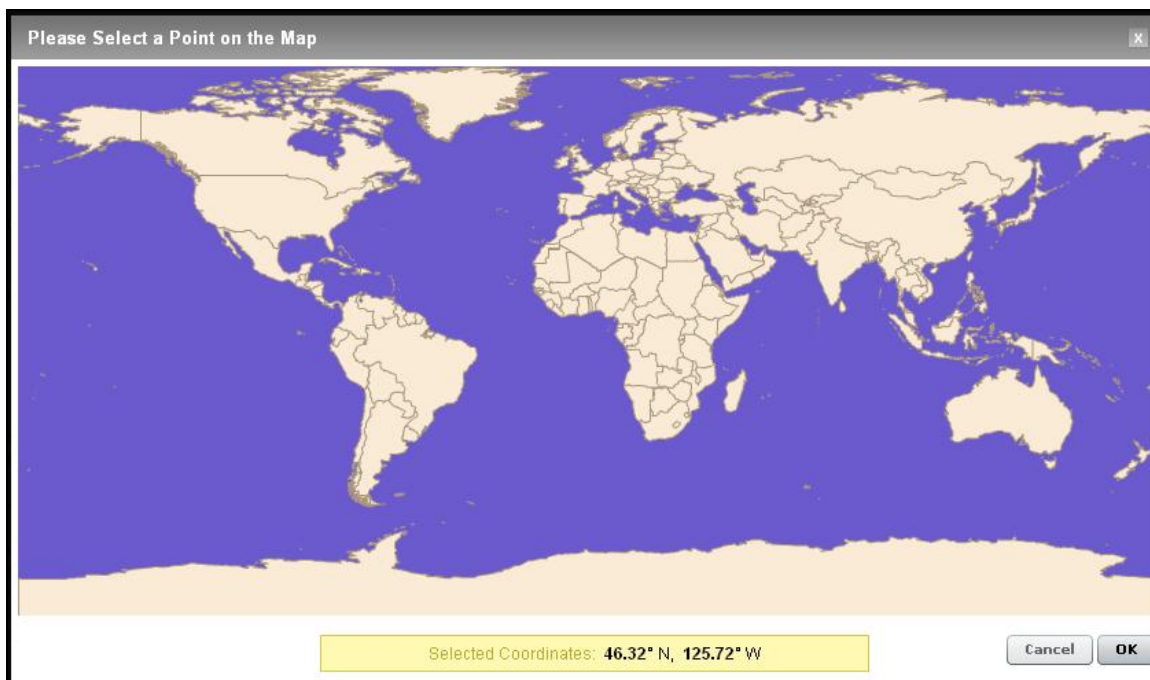 Please Select a Point on the Map
X
Selected Coordinates: 46.32° N, 125.72° W
Cancel
OK